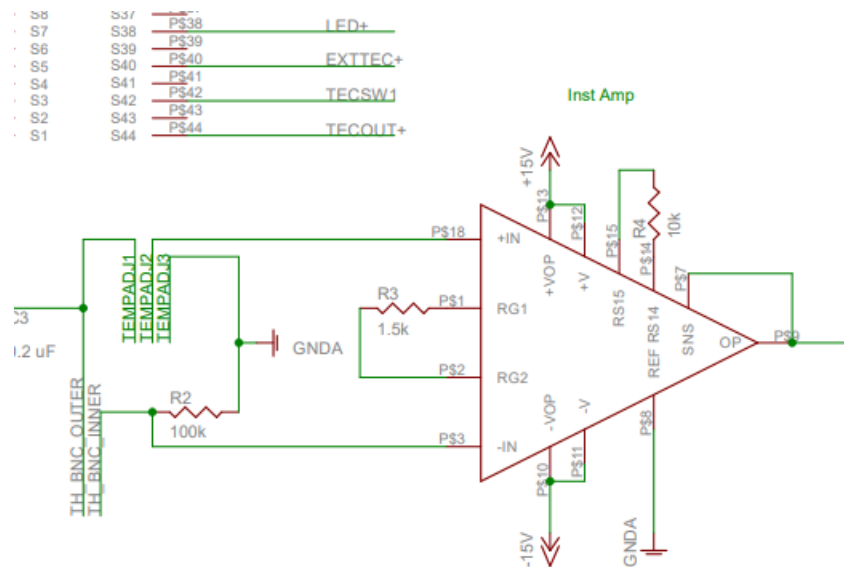 S8 S37
S7 S38 P$38 LED+
S6 S39 P$39
S5 S40 P$40 EXTTEC+
S4 S41 P$41
S3 S42 P$42 TECSW1
S2 S43 P$43
S1 S44 P$44 TECOUT+
Inst Amp
+15V
P$13
P$12
P$15
R4
10k
P$14
P$18
+IN
+VOP
+V
RS15
RS14
REF
P$7
SNS
TEMPADJ1
TEMPADJ2
TEMPADJ3
R3
1.5k
P$1
RG1
C3
GNDA
OP
P$9
.2 uF
P$2
RG2
R2
100k
TH_BNC_OUTER
TH_BNC_INNER
P$3
-IN
-VOP
-V
P$10
P$11
P$8
-15V
GNDA